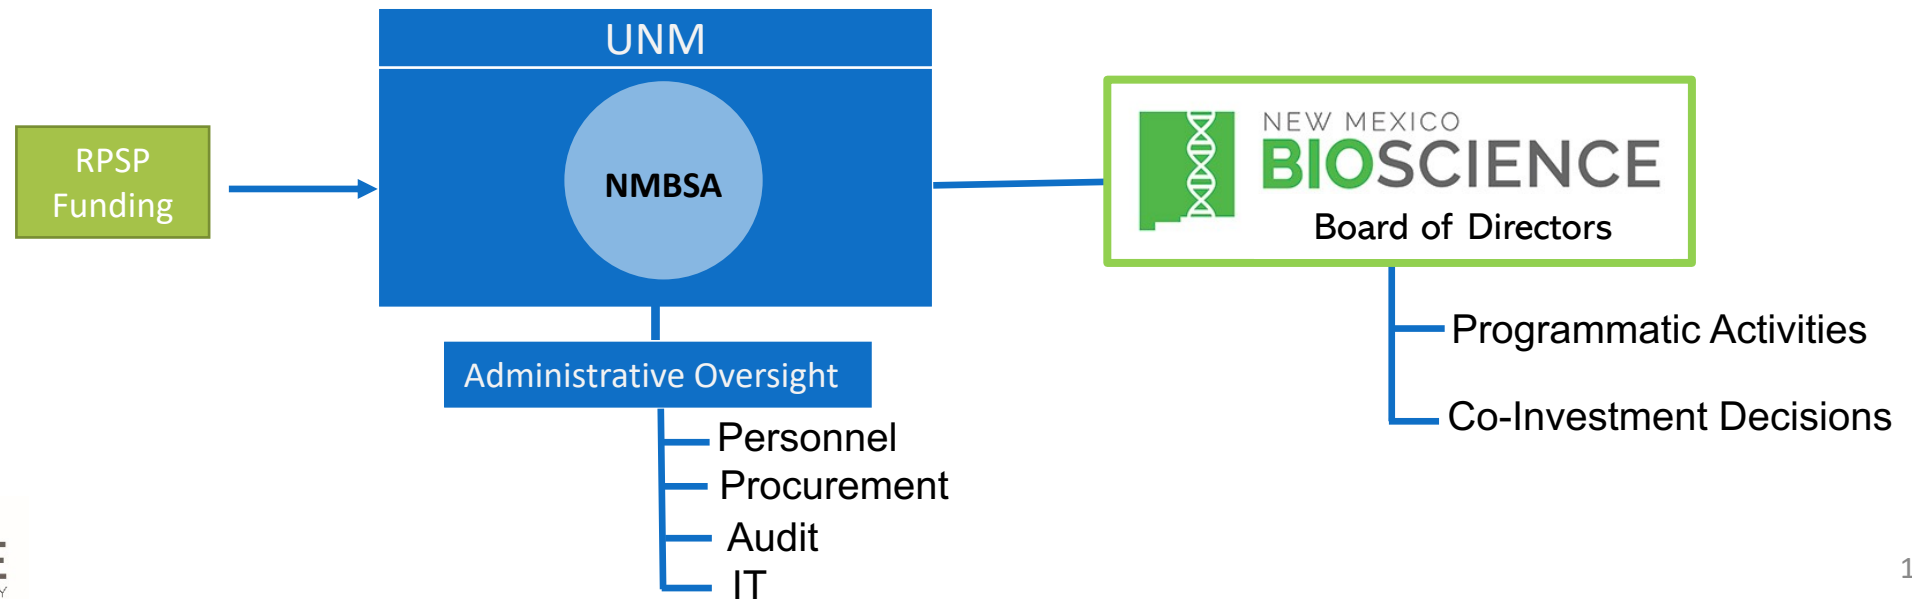 UNM
RPSP
Funding
NMBSA
NEW MEXICO
BIOSCIENCE
Board of Directors
Programmatic Activities
Co-Investment Decisions
Administrative Oversight
Personnel
Procurement
Audit
IT
E
Y
1